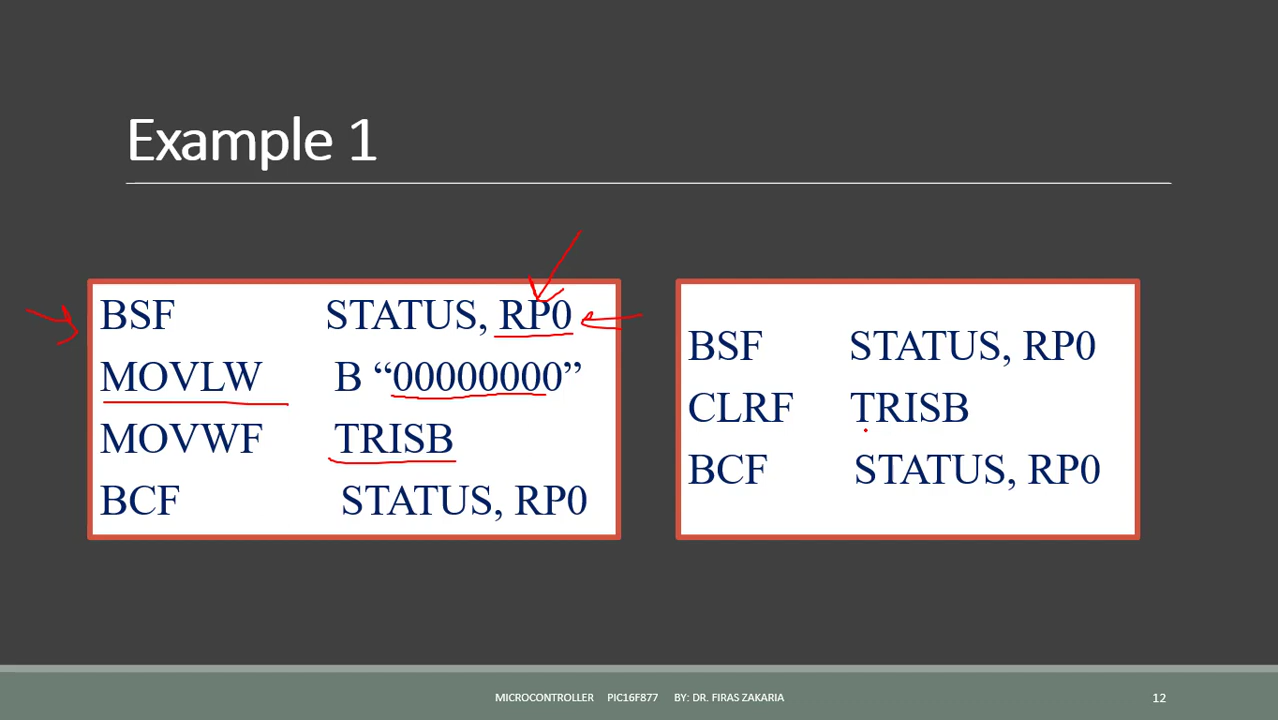 Example 1
BSF STATUS, RP0
MOVLW B “00000000”
MOVWF TRISB
BCF STATUS, RP0
BSF STATUS, RP0
CLRF TRISB
BCF STATUS, RP0
MICROCONTROLLER PIC16F877 BY: DR. FIRAS ZAKARIA
12